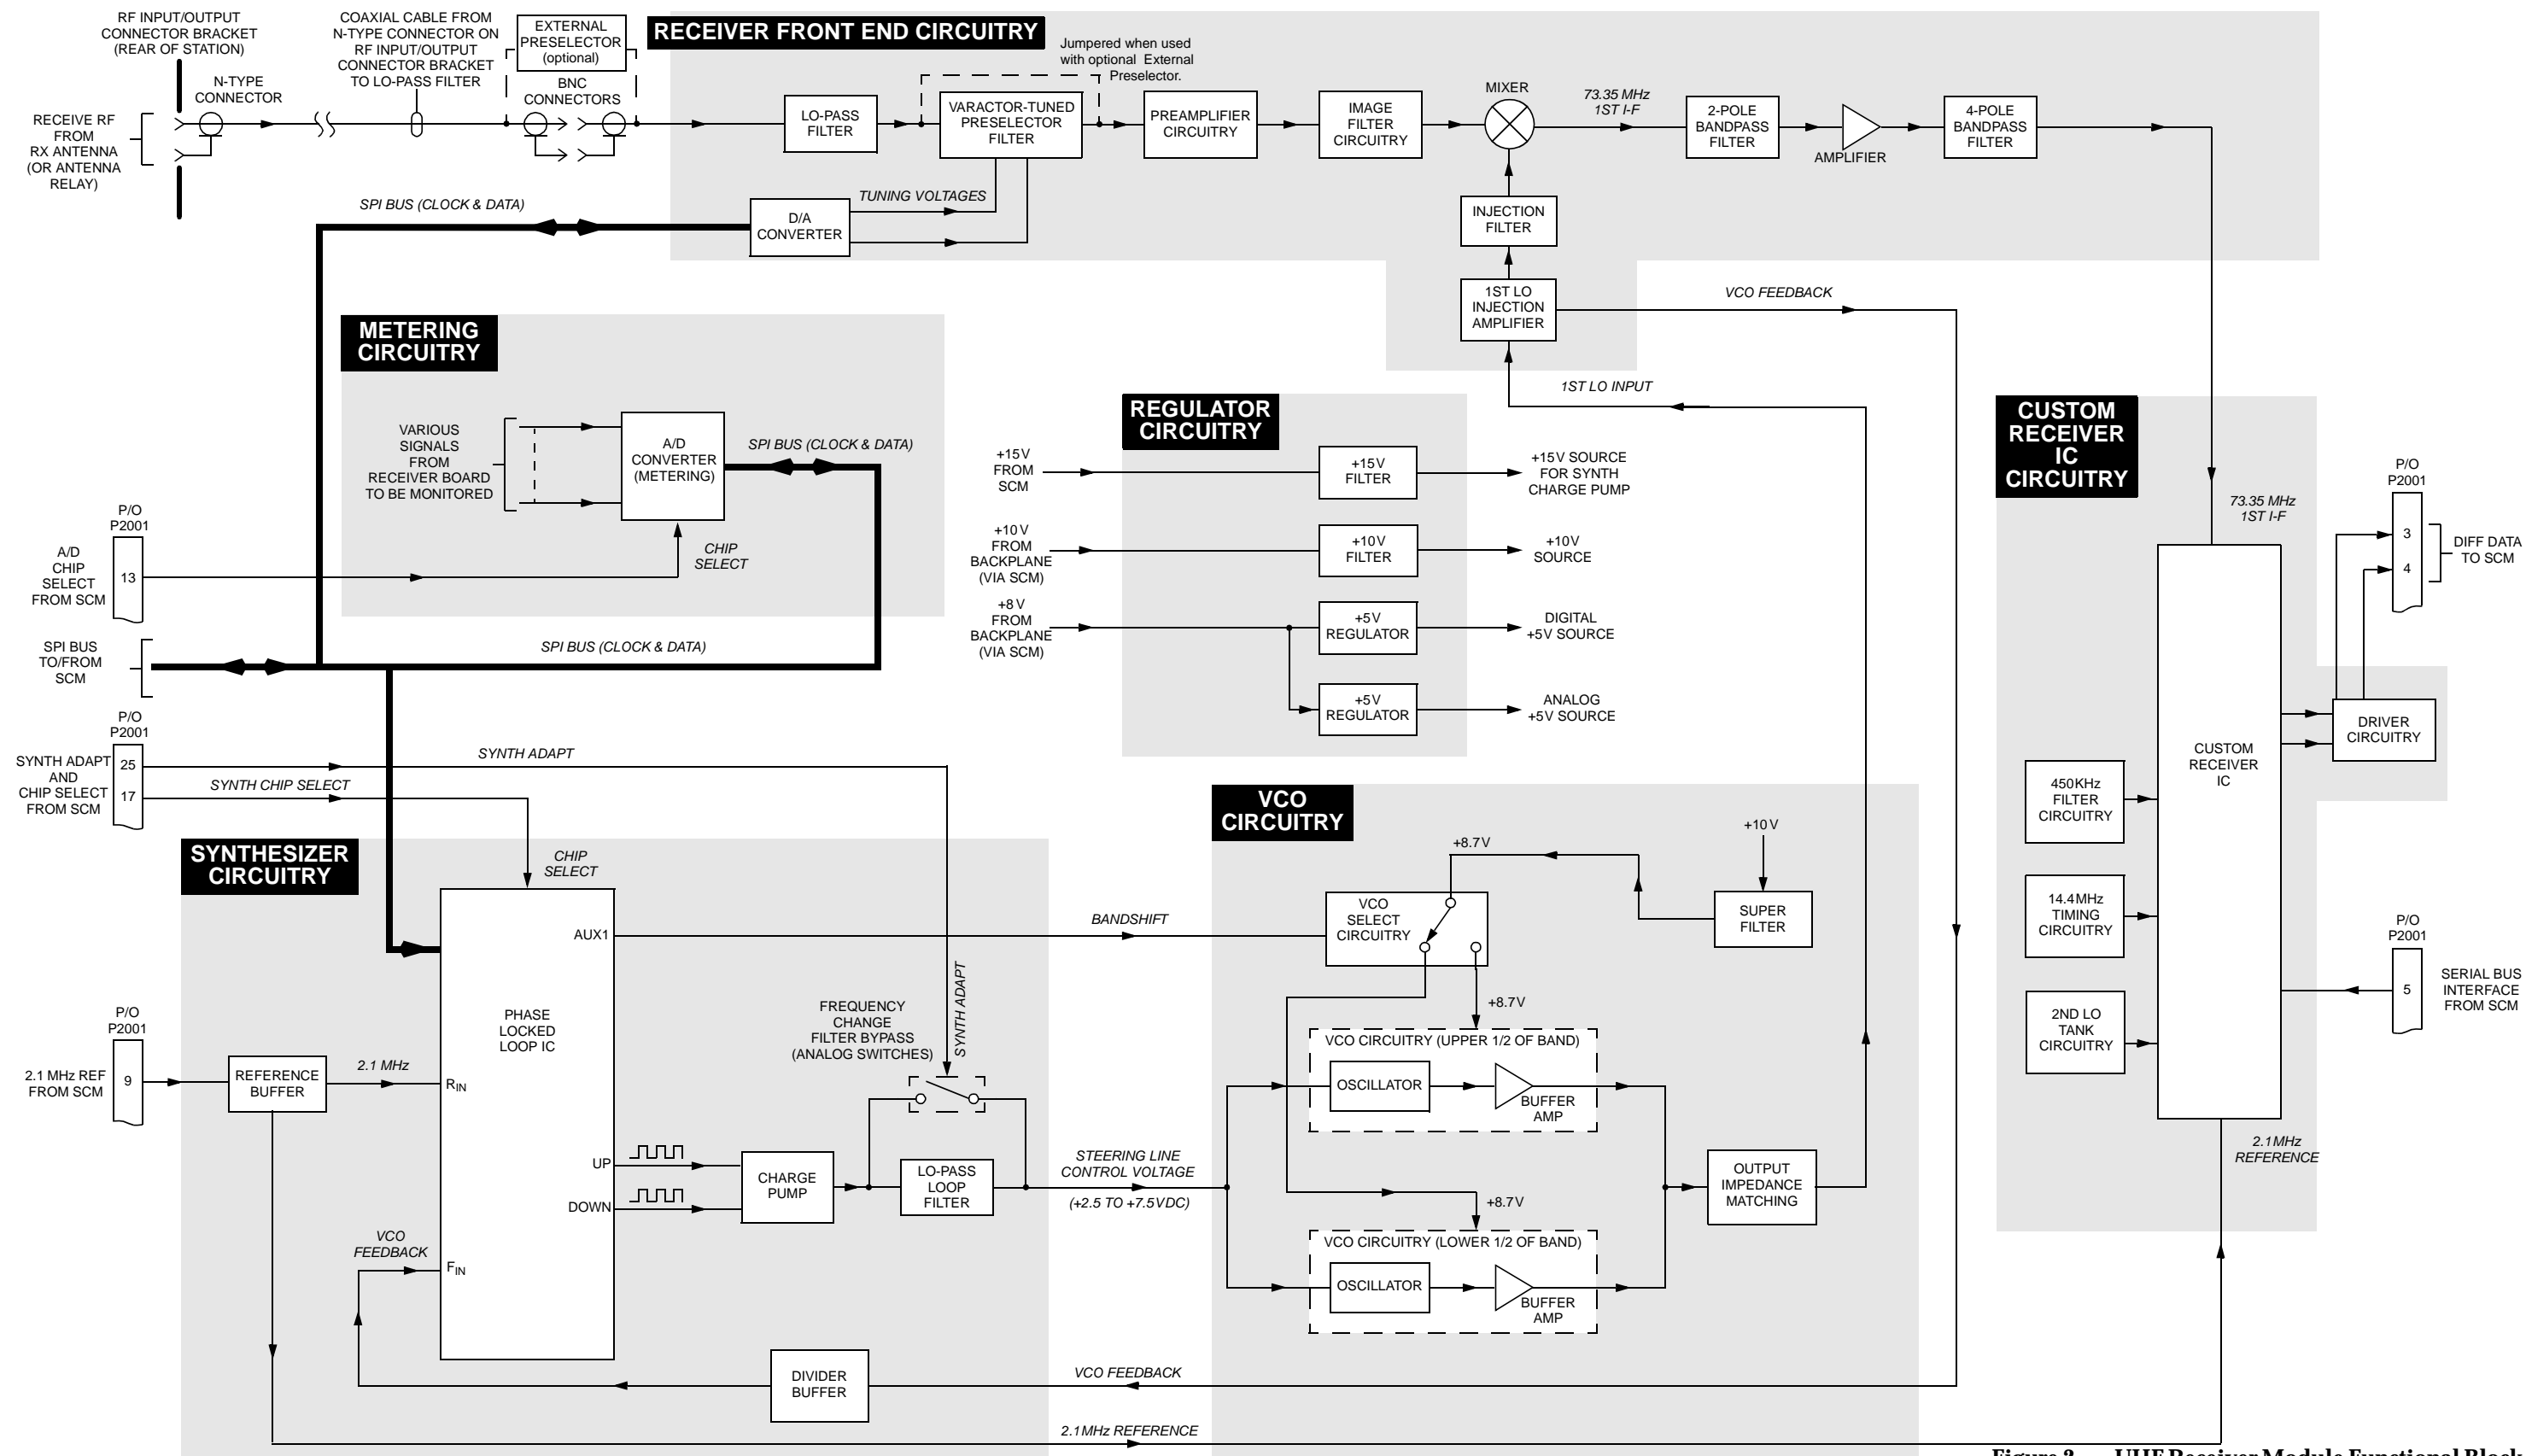 RF INPUT/OUTPUT
CONNECTOR BRACKET
(REAR OF STATION)
N-TYPE
CONNECTOR
COAXIAL CABLE FROM
N-TYPE CONNECTOR ON
RF INPUT/OUTPUT
CONNECTOR BRACKET
TO LO-PASS FILTER
EXTERNAL
PRESELECTOR
(optional)
BNC
CONNECTORS
RECEIVE RF
FROM
RX ANTENNA
(OR ANTENNA
RELAY)
RECEIVER FRONT END CIRCUITRY
Jumpered when used
with optional External
Preselector.
LO-PASS
FILTER
VARACTOR-TUNED
PRESELECTOR
FILTER
PREAMPLIFIER
CIRCUITRY
IMAGE
FILTER
CIRCUITRY
MIXER
73.35 MHz
1ST I-F
2-POLE
BANDPASS
FILTER
AMPLIFIER
4-POLE
BANDPASS
FILTER
SPI BUS (CLOCK & DATA)
D/A
CONVERTER
TUNING VOLTAGES
INJECTION
FILTER
1ST LO
INJECTION
AMPLIFIER
VCO FEEDBACK
1ST LO INPUT
METERING
CIRCUITRY
VARIOUS
SIGNALS
FROM
RECEIVER BOARD
TO BE MONITORED
A/D
CONVERTER
(METERING)
SPI BUS (CLOCK & DATA)
CHIP
SELECT
P/O
P2001
A/D
CHIP
SELECT
FROM SCM
13
SPI BUS
TO/FROM
SCM
SPI BUS (CLOCK & DATA)
REGULATOR
CIRCUITRY
+15V
FROM
SCM
+15V
FILTER
+15V SOURCE
FOR SYNTH
CHARGE PUMP
+10V
FROM
BACKPLANE
(VIA SCM)
+10V
FILTER
+10V
SOURCE
+8V
FROM
BACKPLANE
(VIA SCM)
+5V
REGULATOR
DIGITAL
+5V SOURCE
+5V
REGULATOR
ANALOG
+5V SOURCE
CUSTOM
RECEIVER
IC
CIRCUITRY
73.35 MHz
1ST I-F
P/O
P2001
3
4
DIFF DATA
TO SCM
DRIVER
CIRCUITRY
CUSTOM
RECEIVER
IC
450KHz
FILTER
CIRCUITRY
14.4MHz
TIMING
CIRCUITRY
2ND LO
TANK
CIRCUITRY
P/O
P2001
5
SERIAL BUS
INTERFACE
FROM SCM
2.1MHz
REFERENCE
P/O
P2001
SYNTH ADAPT
AND
CHIP SELECT
FROM SCM
25
17
SYNTH ADAPT
SYNTH CHIP SELECT
SYNTHESIZER
CIRCUITRY
CHIP
SELECT
AUX1
PHASE
LOCKED
LOOP IC
RIN
UP
DOWN
FIN
P/O
P2001
2.1 MHz REF
FROM SCM
9
REFERENCE
BUFFER
2.1 MHz
FREQUENCY
CHANGE
FILTER BYPASS
(ANALOG SWITCHES)
SYNTH ADAPT
CHARGE
PUMP
LO-PASS
LOOP
FILTER
VCO
FEEDBACK
DIVIDER
BUFFER
BANDSHIFT
STEERING LINE
CONTROL VOLTAGE
(+2.5 TO +7.5VDC)
VCO FEEDBACK
2.1MHz REFERENCE
VCO
CIRCUITRY
+8.7V
+10V
VCO
SELECT
CIRCUITRY
SUPER
FILTER
+8.7V
VCO CIRCUITRY (UPPER 1/2 OF BAND)
OSCILLATOR
BUFFER
AMP
+8.7V
VCO CIRCUITRY (LOWER 1/2 OF BAND)
OSCILLATOR
BUFFER
AMP
OUTPUT
IMPEDANCE
MATCHING